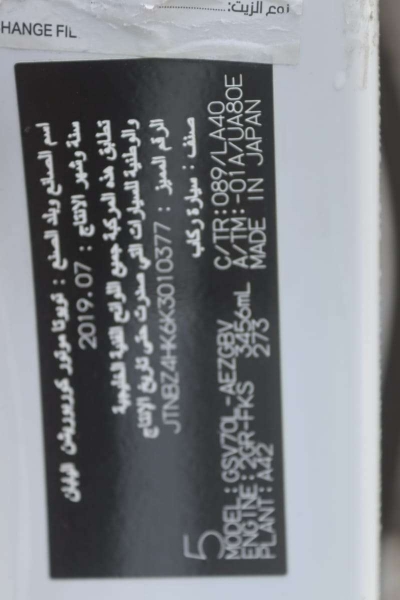 نوع الزيت:
HANGE FIL
اسم الصانع وبلد الصنع : تويوتا موتور كوربوريشن اليابان
سنة وشهر الانتاج : 2019.07
تطابق هذه المركبة جميع اللوائح الفنية الخليجية
والوطنية للسيارات التي صدرت حتى تاريخ الانتاج
الرقم المميز : JTNBZ4HK6K3010377
صنف : سيارة ركاب
5
MODEL : GSV70L-AEZGBV C/TR : 089/LA40
ENGINE : 2GR-FKS 3456mL A/TM : -01A/UA80E
PLANT : A42 273 MADE IN JAPAN